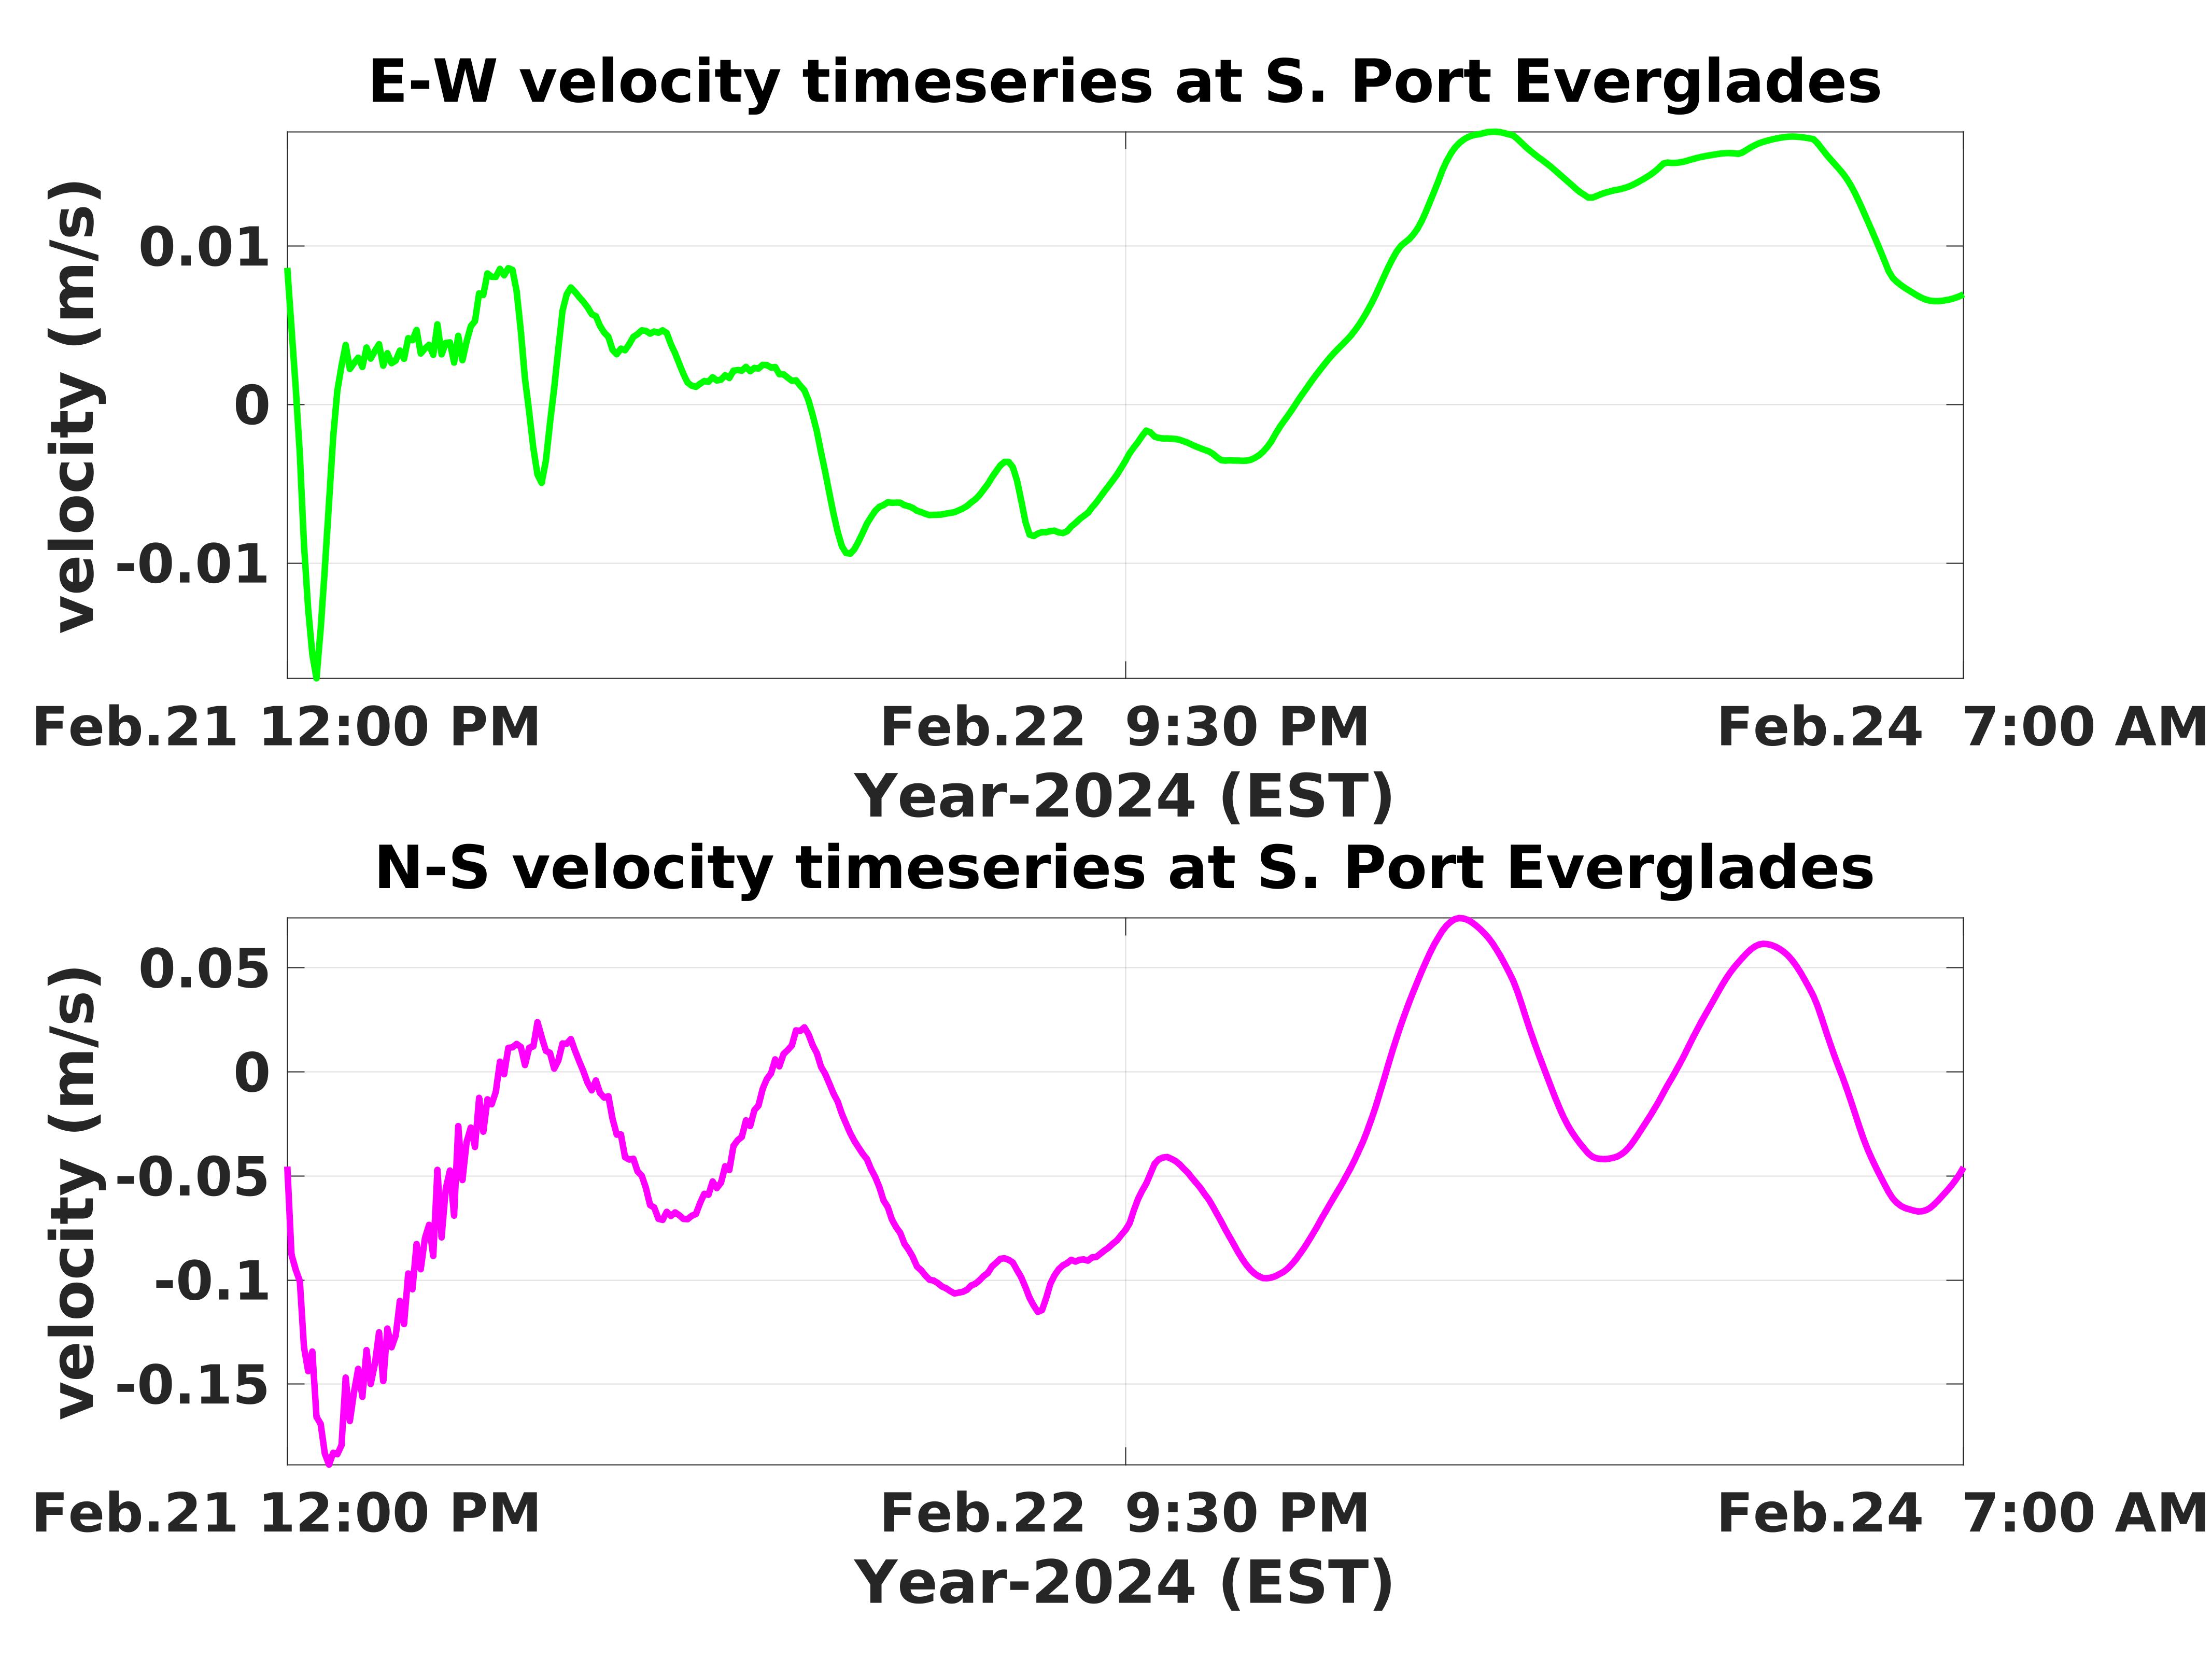 E-W velocity timeseries at S. Port Everglades
velocity (m/s)
0.01
0
-0.01
Feb.21 12:00 PM Feb.22  9:30 PM Feb.24  7:00 AM
Year-2024 (EST)
N-S velocity timeseries at S. Port Everglades
velocity (m/s)
0.05
0
-0.05
-0.1
-0.15
Feb.21 12:00 PM Feb.22  9:30 PM Feb.24  7:00 AM
Year-2024 (EST)